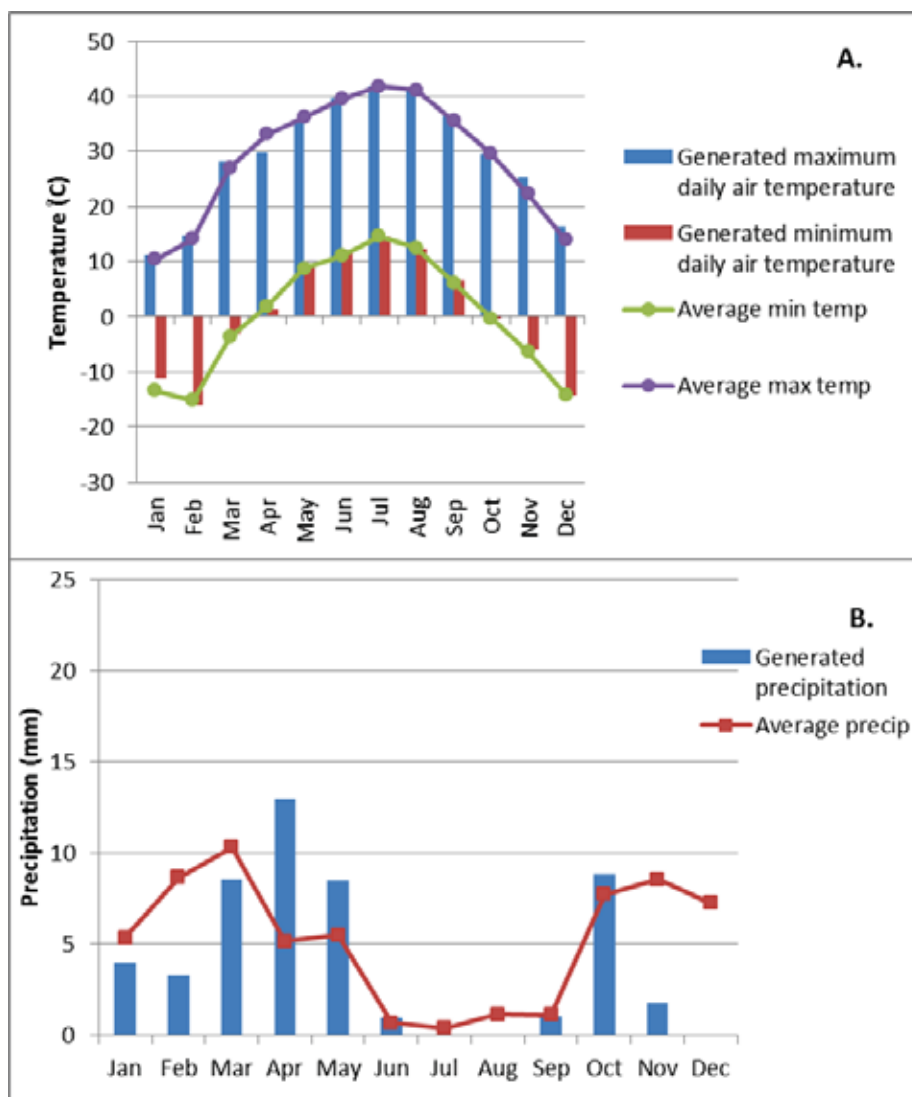 A.
Temperature (C)
50
40
30
20
10
0
-10
-20
-30
Jan Feb Mar Apr May Jun Jul Aug Sep Oct Nov Dec
Generated maximum
daily air temperature
Generated minimum
daily air temperature
Average min temp
Average max temp
B.
Precipitation (mm)
25
20
15
10
5
0
Jan Feb Mar Apr May Jun Jul Aug Sep Oct Nov Dec
Generated
precipitation
Average precip